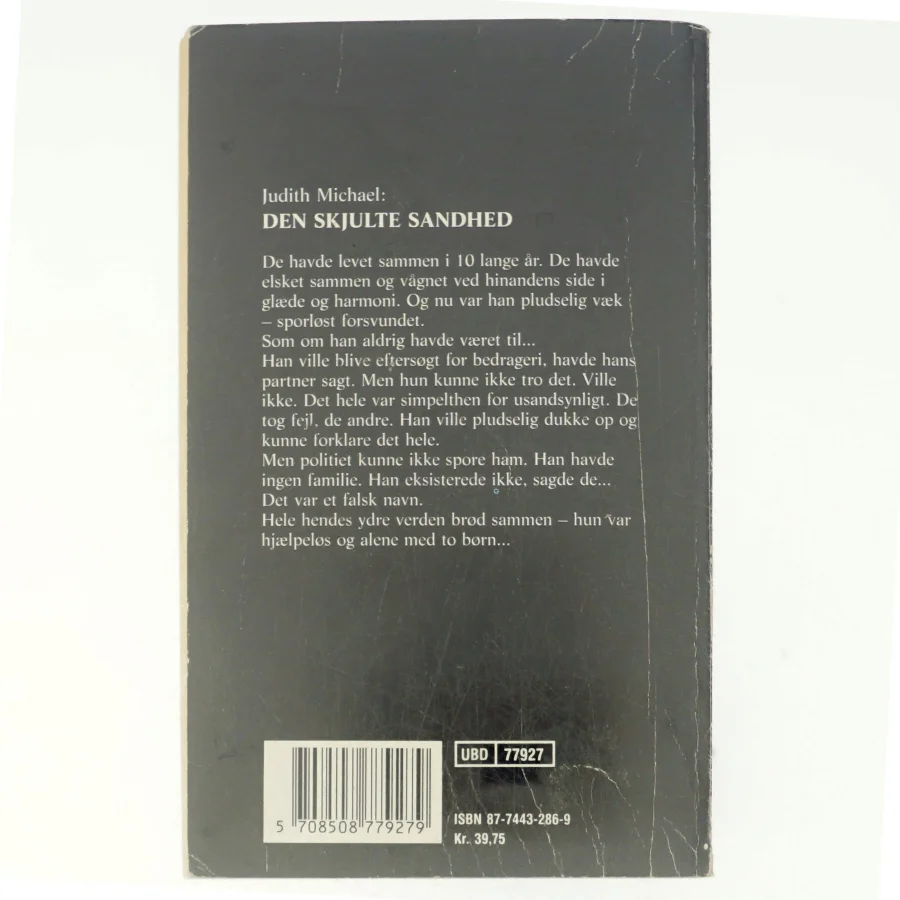 Judith Michael:
DEN SKJULTE SANDHED
De havde levet sammen i 10 lange år. De havde
elsket sammen og vågnet ved hinandens side i
glæde og harmoni. Og nu var han pludselig væk
– sporløst forsvundet.
Som om han aldrig havde været til...
Han ville blive eftersøgt for bedrageri, havde hans
partner sagt. Men hun kunne ikke tro det. Ville
ikke. Det hele var simpelthen for usandsynligt. De
tog fejl, de andre. Han ville pludselig dukke op og
kunne forklare det hele.
Men politiet kunne ikke spore ham. Han havde
ingen familie. Han eksisterede ikke, sagde de...
Det var et falsk navn.
Hele hendes ydre verden brød sammen – hun var
hjælpeløs og alene med to børn...
UBD 77927
5 708508 779279
ISBN 87-7443-286-9
Kr. 39,75